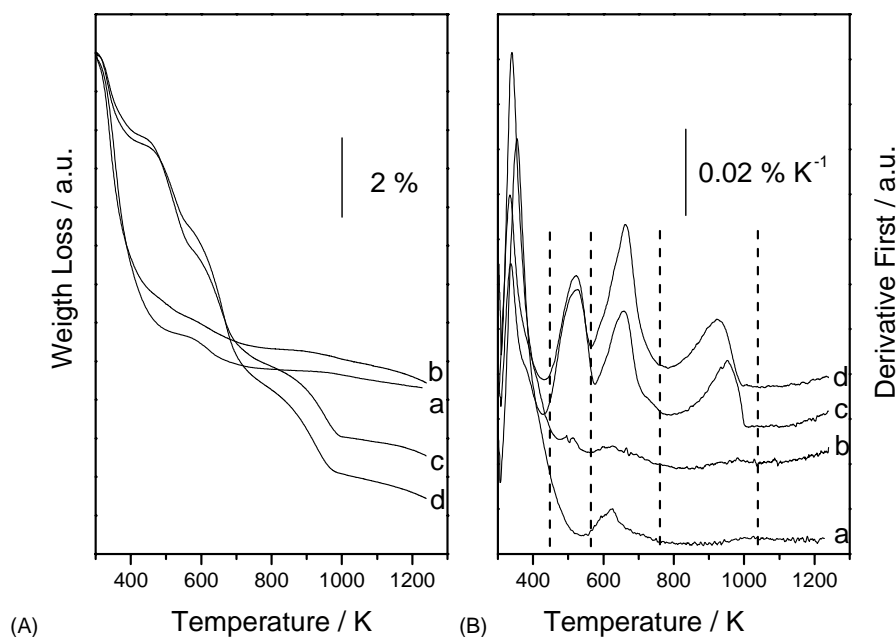 Weigth Loss / a.u.
2 %
b
a
c
d
400 600 800 1000 1200
Temperature / K
(A)
0.02 % K⁻¹
d
c
b
a
400 600 800 1000 1200
Temperature / K
(B)
Derivative First / a.u.